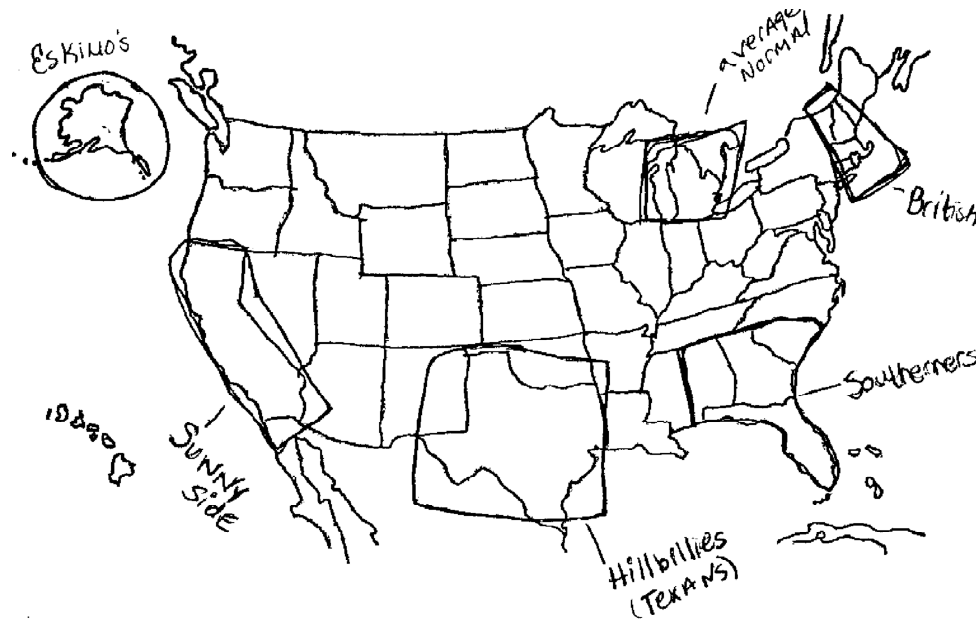 Eskimo's
average
Normal
British
Southerners
Sunny
Side
Hillbillies
(Texans)